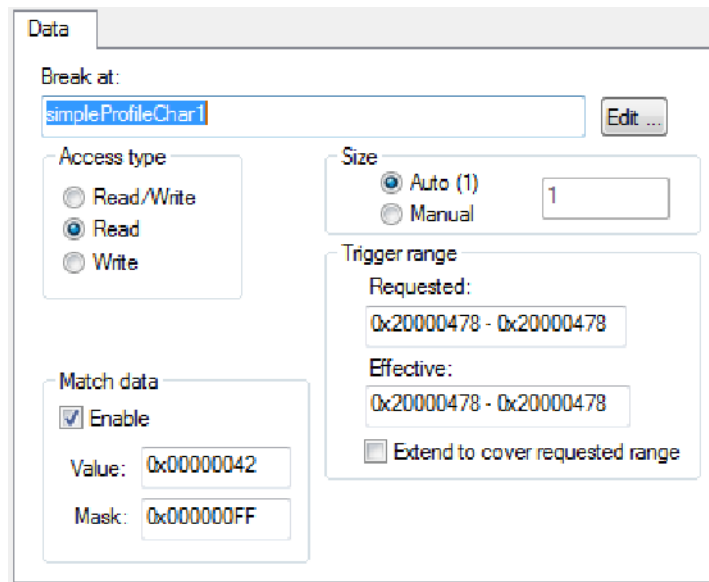 Data
Break at:
simpleProfileChar1
Edit ...
Access type
Read/Write
Read
Write
Size
Auto (1)
Manual
1
Trigger range
Requested:
0x20000478 - 0x20000478
Effective:
0x20000478 - 0x20000478
Extend to cover requested range
Match data
Enable
Value: 0x00000042
Mask: 0x000000FF